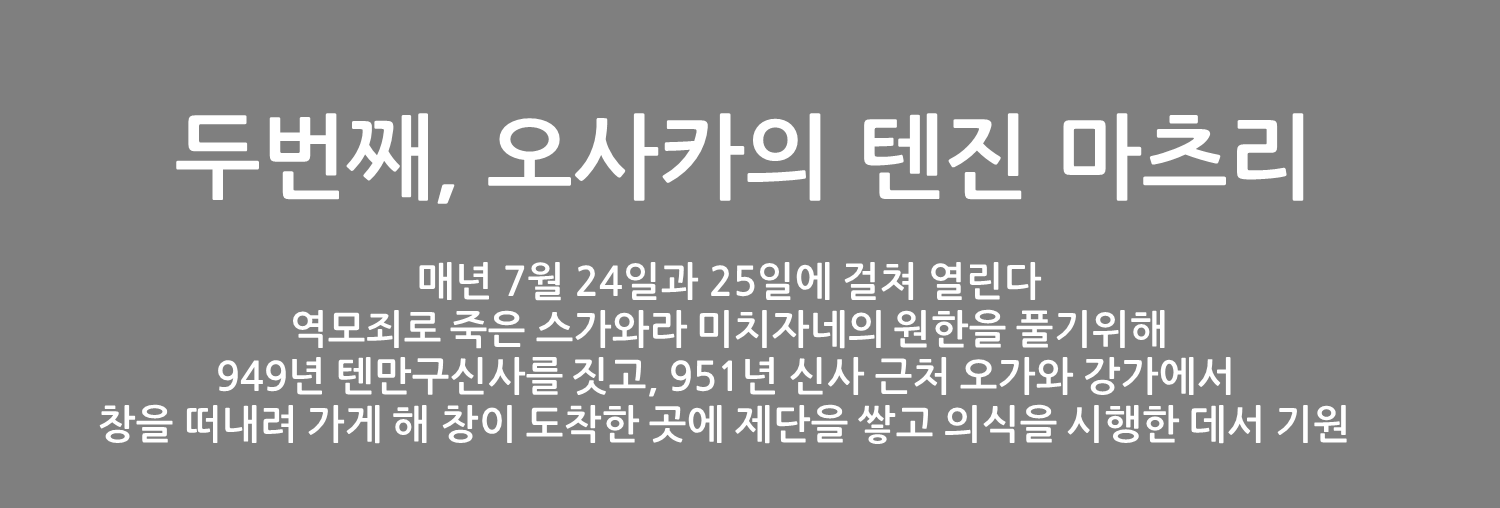 두번째, 오사카의 텐진 마츠리
매년 7월 24일과 25일에 걸쳐 열린다
역모죄로 죽은 스가와라 미치자네의 원한을 풀기위해
949년 텐만구신사를 짓고, 951년 신사 근처 오가와 강가에서
창을 떠내려 가게 해 창이 도착한 곳에 제단을 쌓고 의식을 시행한 데서 기원